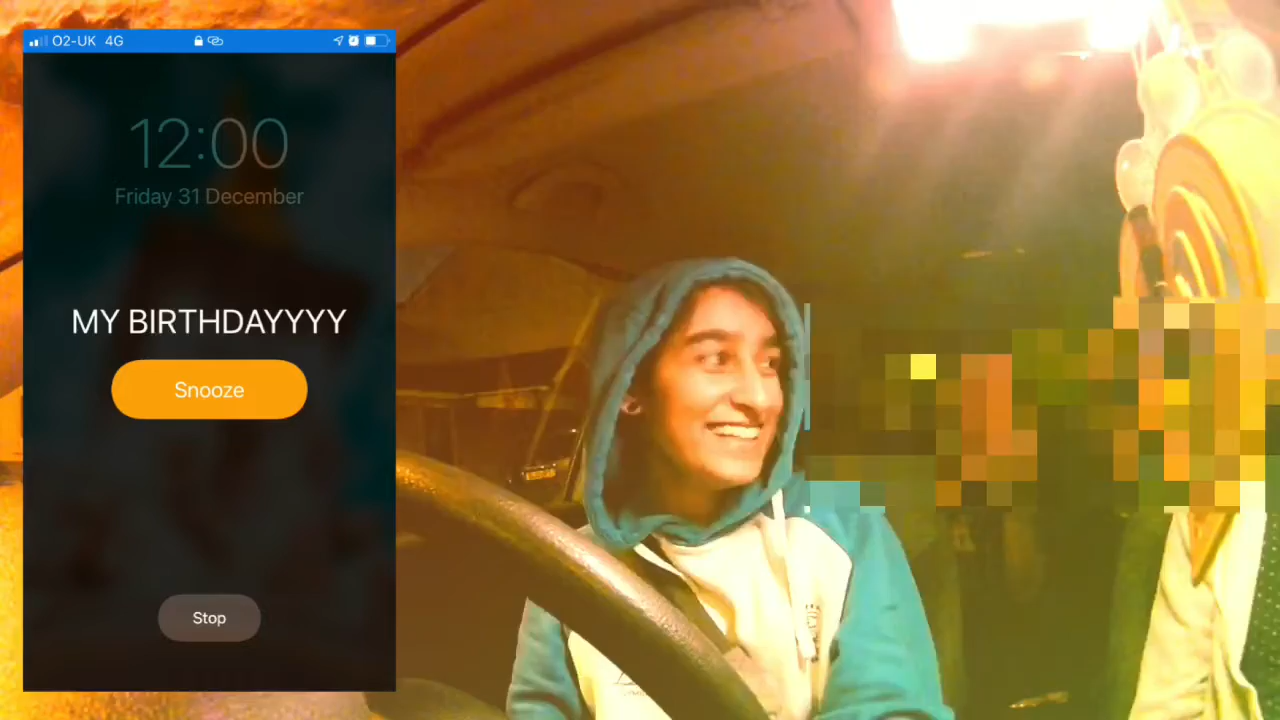 O2-UK 4G
12:00
Friday 31 December
MY BIRTHDAYYYY
Snooze
Stop